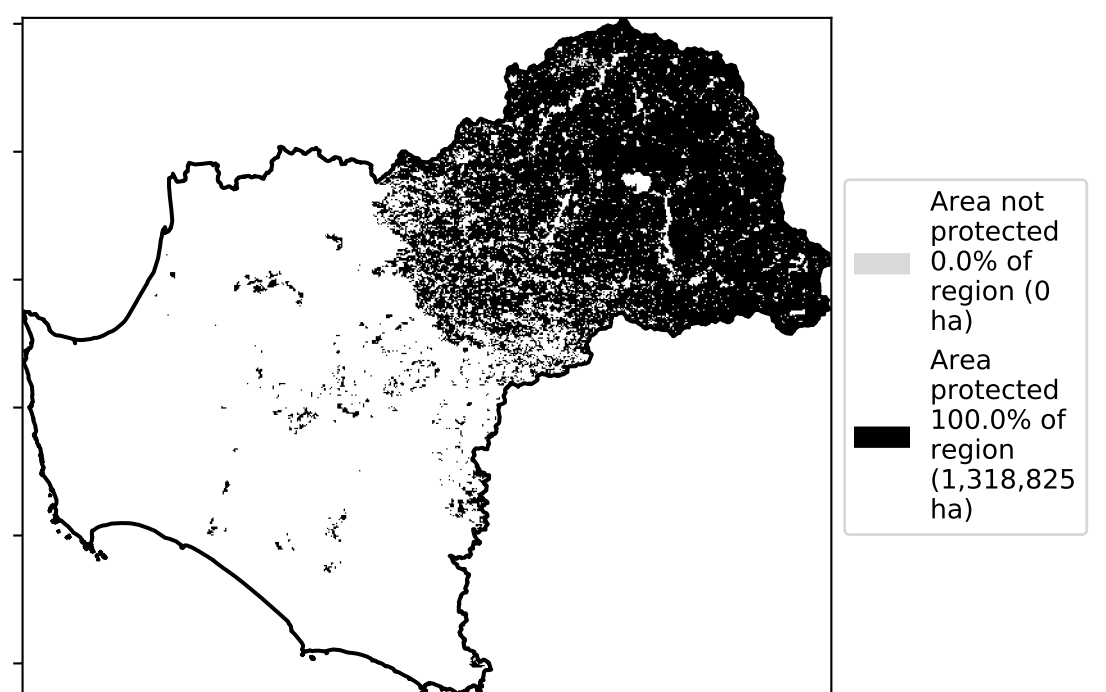 Area not
protected
0.0% of
region (0
ha)
Area
protected
100.0% of
region
(1,318,825
ha)